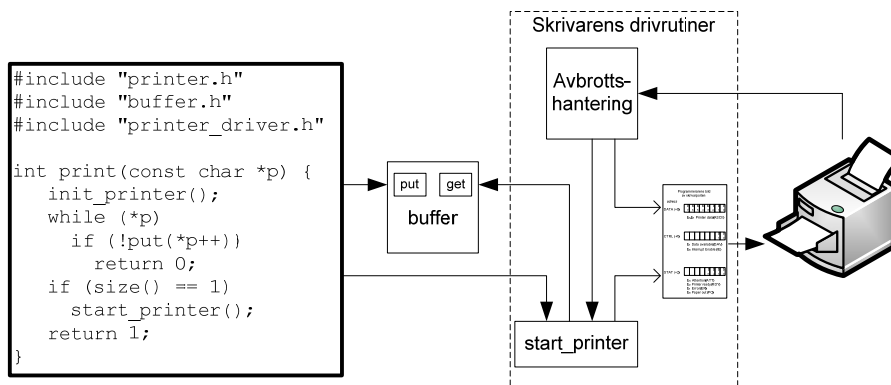 Skrivarens drivrutiner
#include "printer.h"
#include "buffer.h"
#include "printer_driver.h"
int print(const char *p) {
init_printer();
while (*p)
if (!put(*p++))
return 0;
if (size() == 1)
start_printer();
return 1;
}
put
get
buffer
Avbrotts-
hantering
start_printer